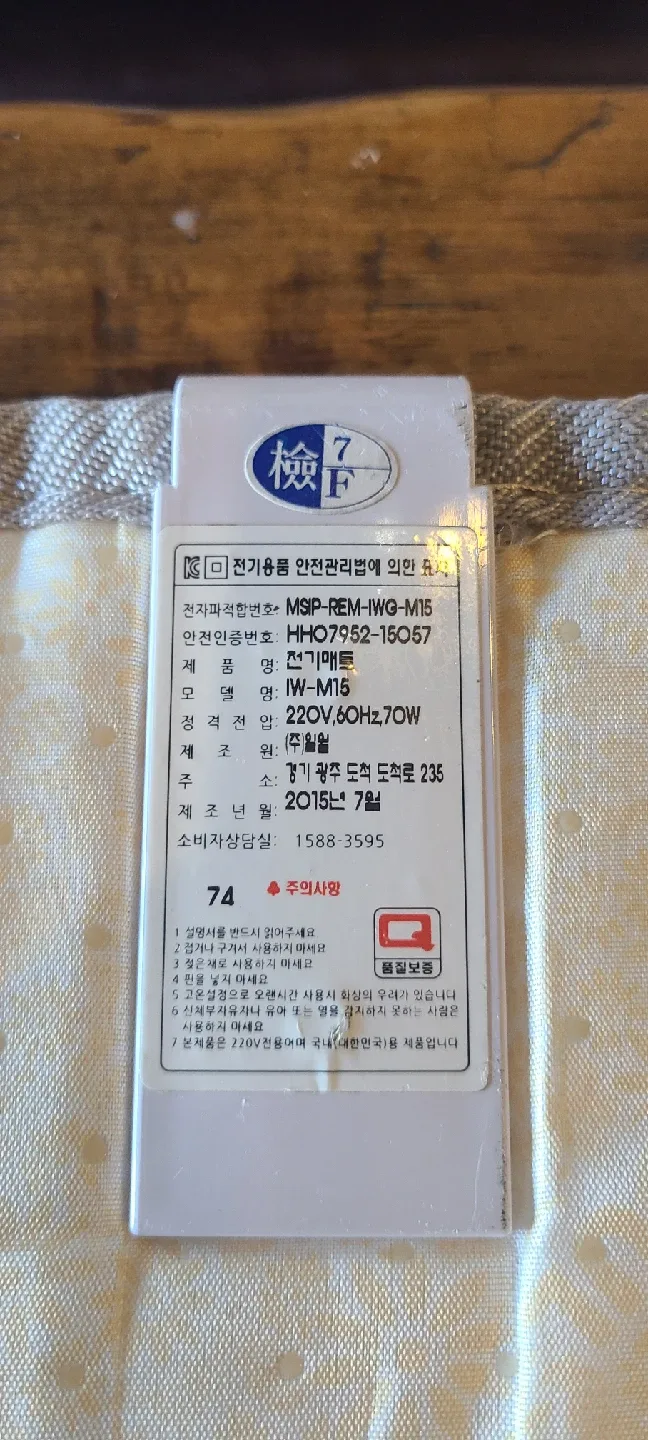 檢 7
F
전기용품 안전관리법에 의한 표시
전자파적합번호: MSIP-REM-IWG-M15
안전인증번호: HH07952-15057
제 품 명: 전기매트
모 델 명: IW-M15
정 격 전 압: 220V,60Hz,70W
제 조 원: (주)일월
주 소: 경기 광주 도척 도척로 235
제 조 년 월: 2015년 7월
소비자상담실: 1588-3595
74 주의사항
품질보증
1 설명서를 반드시 읽어주세요
2 접거나 구겨서 사용하지 마세요
3 젖은채로 사용하지 마세요
4 핀을 넣지 마세요
5 고온설정으로 오랜시간 사용시 화상의 우려가 있습니다
6 신체부자유자나 유아 또는 열을 감지하지 못하는 사람은
사용하지 마세요
7 본제품은 220V전용이며 국내(대한민국)용 제품입니다